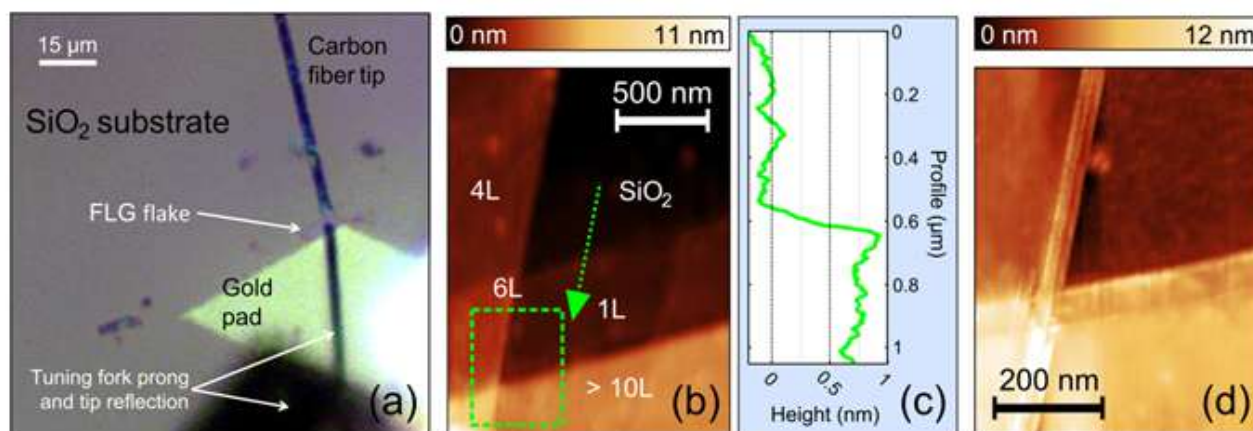 15 µm
Carbon
fiber tip
SiO₂ substrate
FLG flake
Gold
pad
Tuning fork prong
and tip reflection
(a)
0 nm 11 nm
500 nm
4L
SiO₂
6L
1L
> 10L
(b)
0
0.2
0.4
0.6
0.8
1
Profile (µm)
0 0.5 1
Height (nm)
(c)
0 nm 12 nm
200 nm
(d)